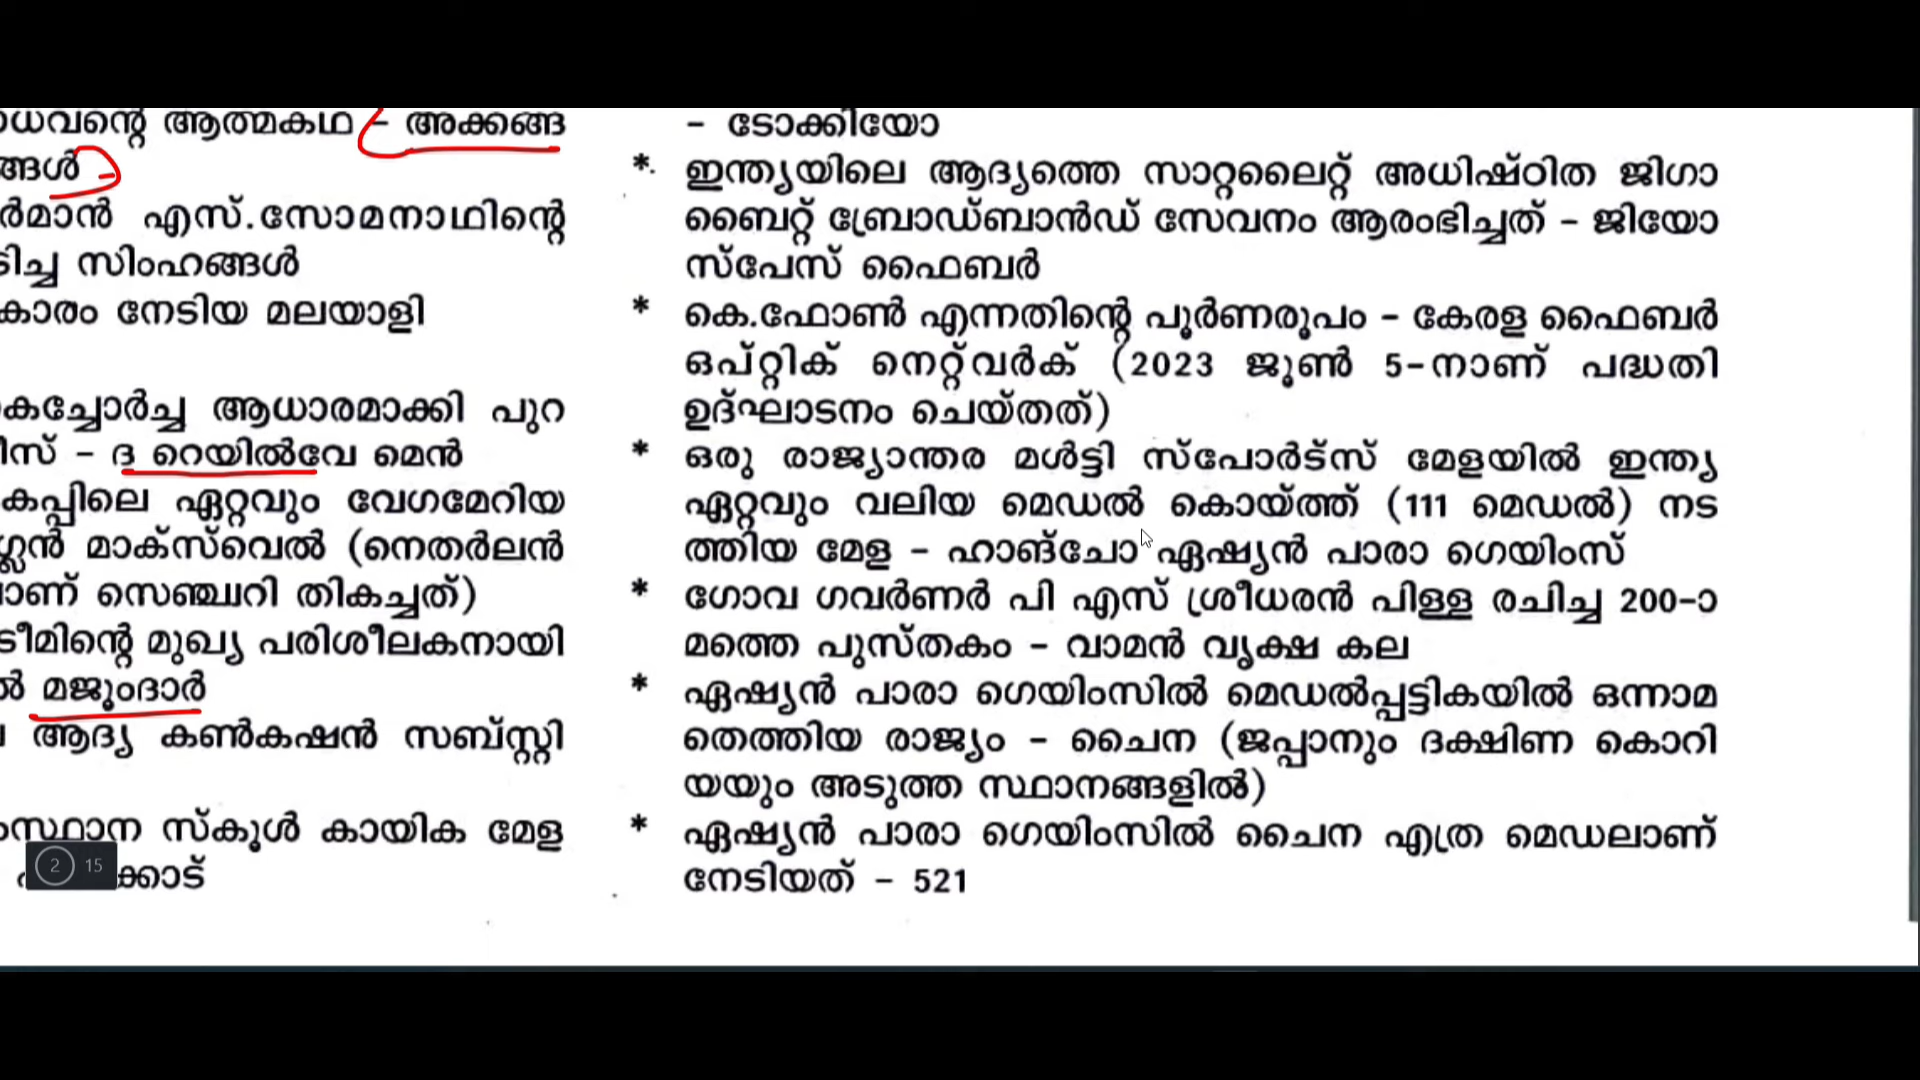 ധവന്റെ ആത്മകഥ - അക്കങ്ങ
ങ്ങൾ -
ർമാൻ എസ്.സോമനാഥിന്റെ
ടിച്ച സിംഹങ്ങൾ
കാരം നേടിയ മലയാളി
കച്ചോർച്ച ആധാരമാക്കി പുറ
ീസ് - ദ റെയിൽവേ മെൻ
കപ്പിലെ ഏറ്റവും വേഗമേറിയ
ഗ്ലൻ മാക്സ്‌വെൽ (നെതർലൻ
ാണ് സെഞ്ച്വറി തികച്ചത്)
ടീമിന്റെ മുഖ്യ പരിശീലകനായി
ൽ മജൂംദാർ
ആദ്യ കൺകഷൻ സബ്സ്റ്റി
ംസ്ഥാന സ്കൂൾ കായിക മേള
ക്കാട്
2 15
- ടോക്കിയോ
* ഇന്ത്യയിലെ ആദ്യത്തെ സാറ്റലൈറ്റ് അധിഷ്ഠിത ജിഗാ
ബൈറ്റ് ബ്രോഡ്ബാൻഡ് സേവനം ആരംഭിച്ചത് - ജിയോ
സ്പേസ് ഫൈബർ
* കെ.ഫോൺ എന്നതിന്റെ പൂർണരൂപം - കേരള ഫൈബർ
ഒപ്റ്റിക് നെറ്റ്‌വർക് (2023 ജൂൺ 5-നാണ് പദ്ധതി
ഉദ്ഘാടനം ചെയ്തത്)
* ഒരു രാജ്യാന്തര മൾട്ടി സ്പോർട്സ് മേളയിൽ ഇന്ത്യ
ഏറ്റവും വലിയ മെഡൽ കൊയ്ത്ത് (111 മെഡൽ) നട
ത്തിയ മേള - ഹാങ്ചോ ഏഷ്യൻ പാരാ ഗെയിംസ്
* ഗോവ ഗവർണർ പി എസ് ശ്രീധരൻ പിള്ള രചിച്ച 200-ാ
മത്തെ പുസ്തകം - വാമൻ വൃക്ഷ കല
* ഏഷ്യൻ പാരാ ഗെയിംസിൽ മെഡൽപ്പട്ടികയിൽ ഒന്നാമ
തെത്തിയ രാജ്യം - ചൈന (ജപ്പാനും ദക്ഷിണ കൊറി
യയും അടുത്ത സ്ഥാനങ്ങളിൽ)
* ഏഷ്യൻ പാരാ ഗെയിംസിൽ ചൈന എത്ര മെഡലാണ്
നേടിയത് - 521